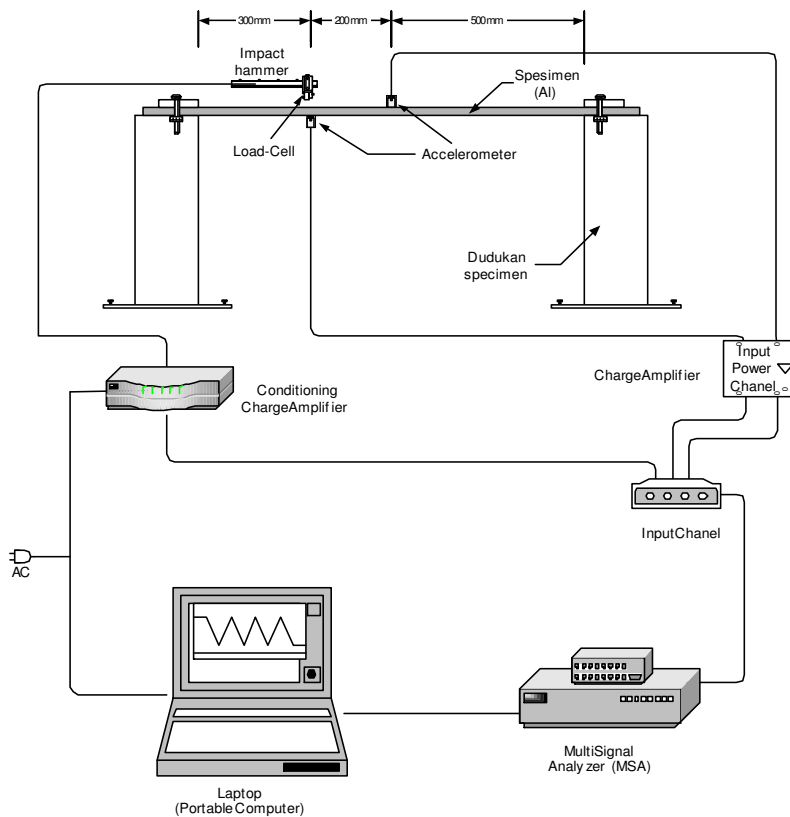 300mm
200mm
500mm
Impact
hammer
Spesimen
(Al)
Load-Cell
Accelerometer
Dudukan
specimen
Input
Power
Chanel
ChargeAmplifier
Conditioning
ChargeAmplifier
InputChanel
AC
MultiSignal
Analyzer (MSA)
Laptop
(Portable Computer)